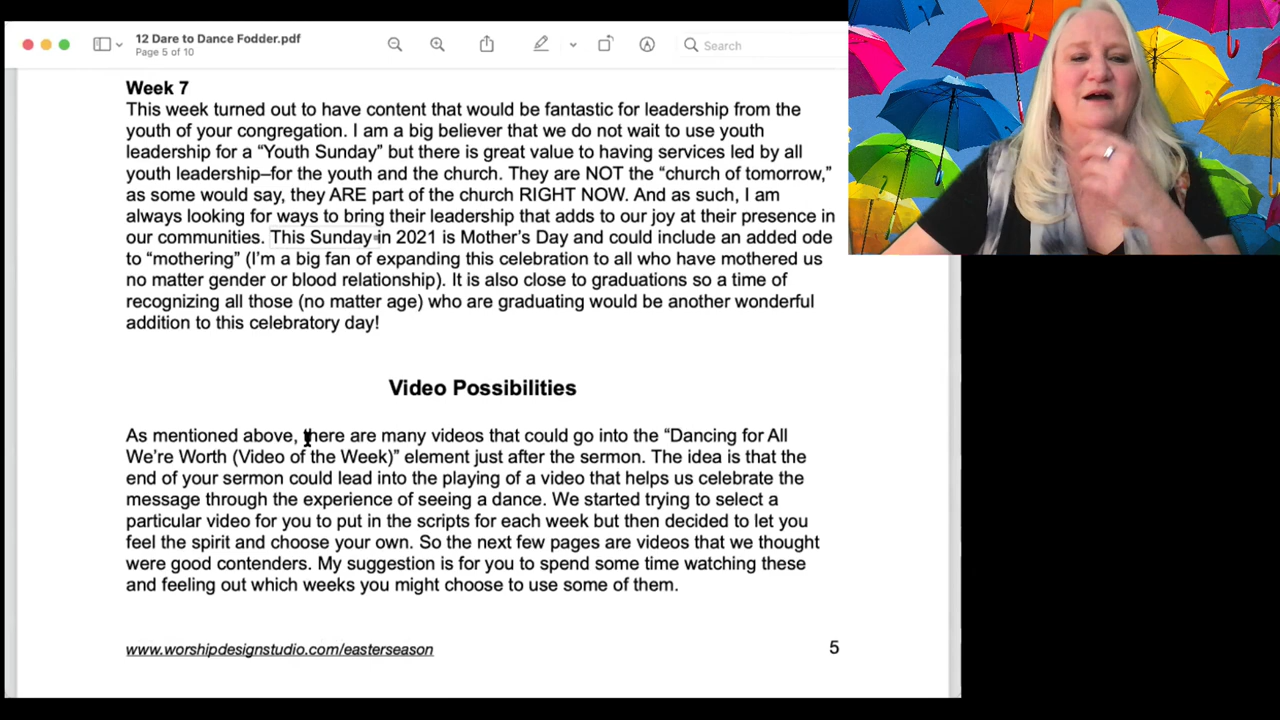 12 Dare to Dance Fodder.pdf
Page 5 of 10
Search
Week 7
This week turned out to have content that would be fantastic for leadership from the
youth of your congregation. I am a big believer that we do not wait to use youth
leadership for a “Youth Sunday” but there is great value to having services led by all
youth leadership–for the youth and the church. They are NOT the “church of tomorrow,”
as some would say, they ARE part of the church RIGHT NOW. And as such, I am
always looking for ways to bring their leadership that adds to our joy at their presence in
our communities. This Sunday in 2021 is Mother’s Day and could include an added ode
to “mothering” (I’m a big fan of expanding this celebration to all who have mothered us
no matter gender or blood relationship). It is also close to graduations so a time of
recognizing all those (no matter age) who are graduating would be another wonderful
addition to this celebratory day!
Video Possibilities
As mentioned above, there are many videos that could go into the “Dancing for All
We’re Worth (Video of the Week)” element just after the sermon. The idea is that the
end of your sermon could lead into the playing of a video that helps us celebrate the
message through the experience of seeing a dance. We started trying to select a
particular video for you to put in the scripts for each week but then decided to let you
feel the spirit and choose your own. So the next few pages are videos that we thought
were good contenders. My suggestion is for you to spend some time watching these
and feeling out which weeks you might choose to use some of them.
www.worshipdesignstudio.com/easterseason
5